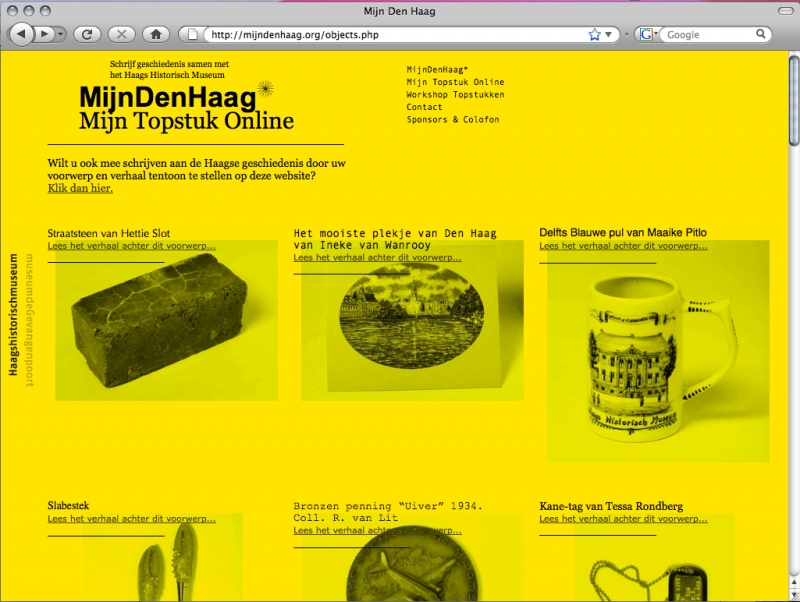 Mijn Den Haag
http://mijndenhaag.org/objects.php
Google
Schrijf geschiedenis samen met
het Haags Historisch Museum
MijnDenHaag
Mijn Topstuk Online
MijnDenHaag*
Mijn Topstuk Online
Workshop Topstukken
Contact
Sponsors & Colofon
Wilt u ook mee schrijven aan de Haagse geschiedenis door uw
voorwerp en verhaal tentoon te stellen op deze website?
Klik dan hier.
Haagshistorischmuseum
museumdeGevangenpoort
Straatsteen van Hettie Slot
Lees het verhaal achter dit voorwerp...
Het mooiste plekje van Den Haag
van Ineke van Wanrooy
Lees het verhaal achter dit voorwerp...
Delfts Blauwe pul van Maaike Pitlo
Lees het verhaal achter dit voorwerp...
Haags Historisch Museum
Slabestek
Lees het verhaal achter dit voorwerp...
Bronzen penning “Uiver” 1934.
Coll. R. van Lit
Lees het verhaal achter dit voorwerp...
Kane-tag van Tessa Rondberg
Lees het verhaal achter dit voorwerp...